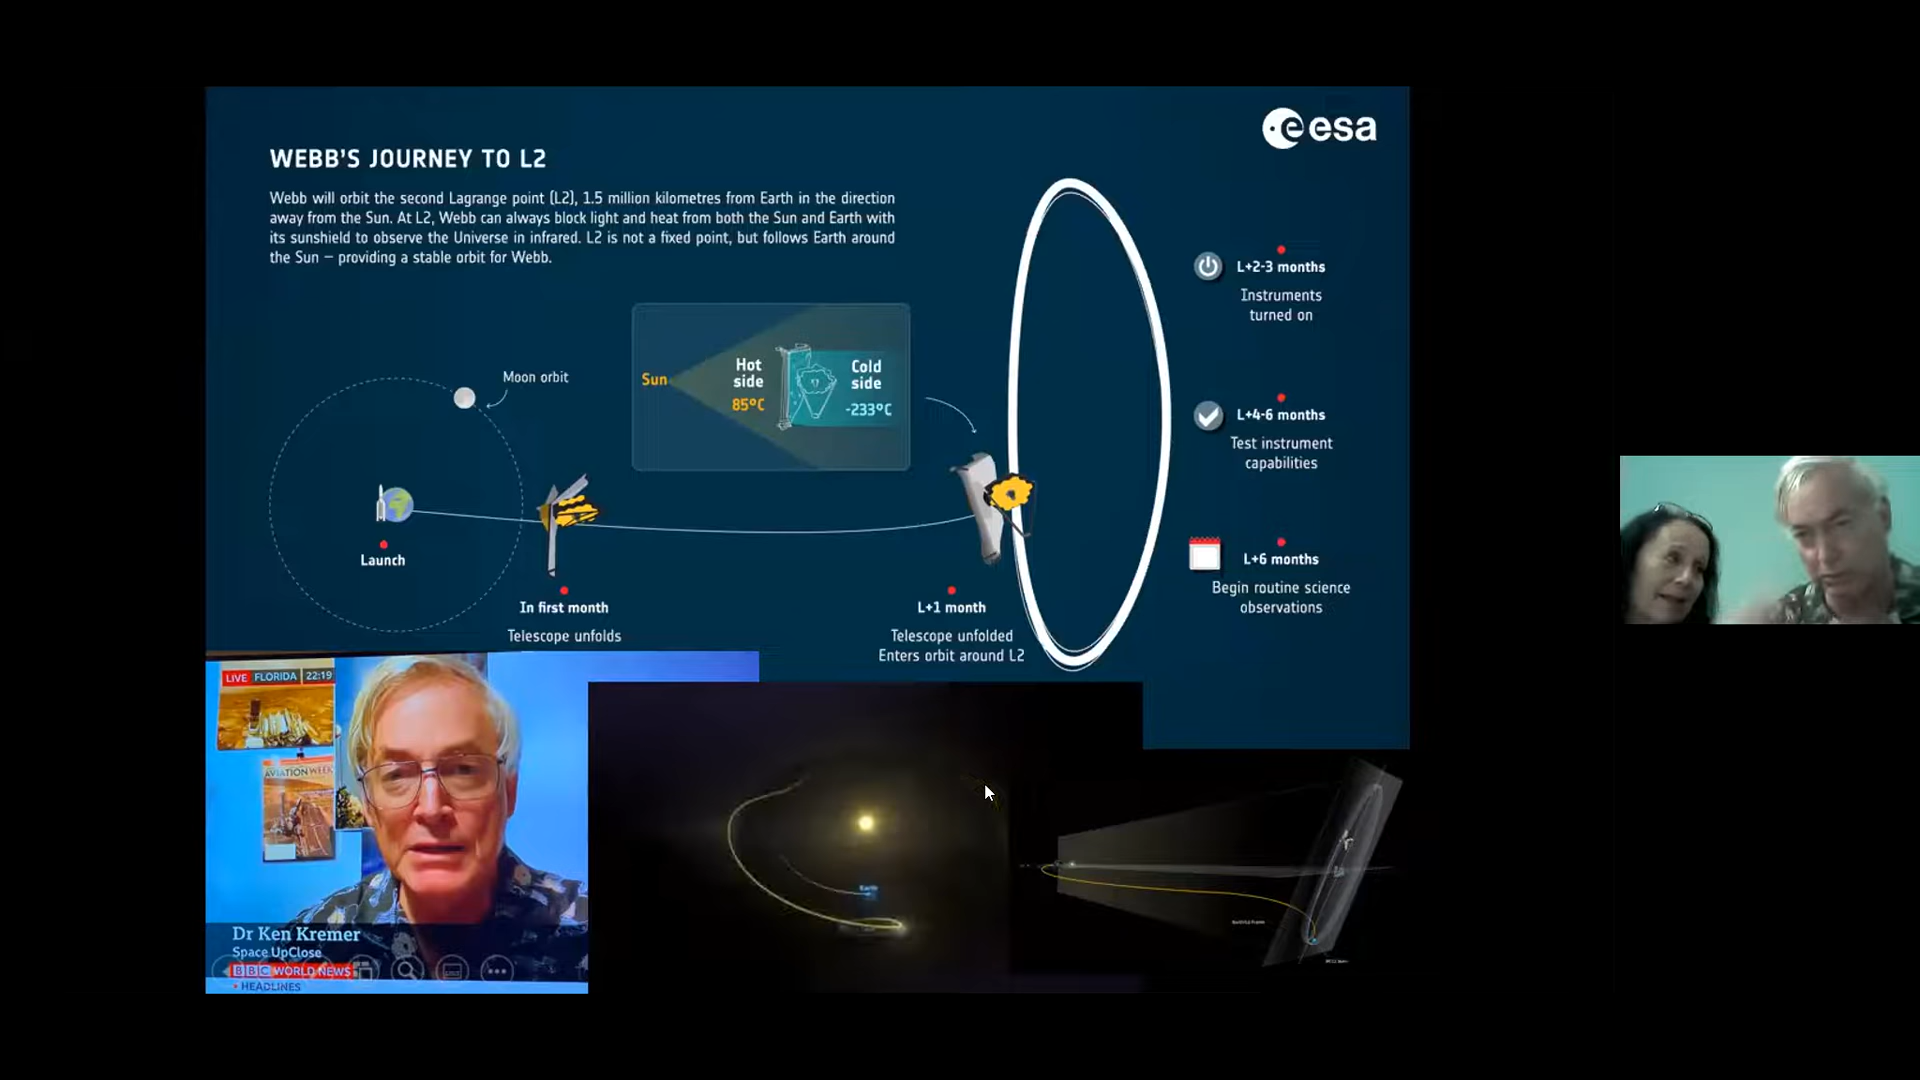 esa
WEBB'S JOURNEY TO L2
Webb will orbit the second Lagrange point (L2), 1.5 million kilometres from Earth in the direction
away from the Sun. At L2, Webb can always block light and heat from both the Sun and Earth with
its sunshield to observe the Universe in infrared. L2 is not a fixed point, but follows Earth around
the Sun – providing a stable orbit for Webb.
Moon orbit
Sun
Hot
side
85°C
Cold
side
-233°C
Launch
In first month
Telescope unfolds
L+1 month
Telescope unfolded
Enters orbit around L2
L+2-3 months
Instruments
turned on
L+4-6 months
Test instrument
capabilities
L+6 months
Begin routine science
observations
LIVE FLORIDA 22:19
AVIATION WEEK
Dr Ken Kremer
Space UpClose
BBC WORLD NEWS
• HEADLINES
Earth